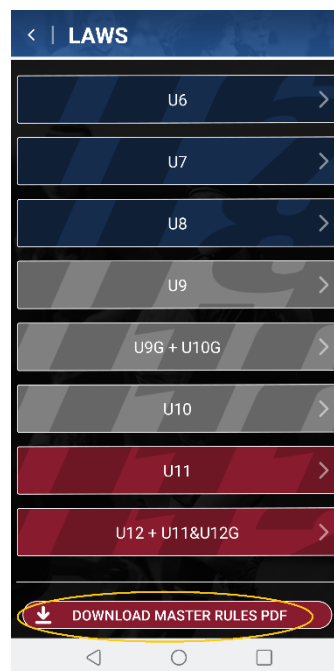 LAWS
U6
U7
U8
U9
U9G + U10G
U10
U11
U12 + U11&U12G
DOWNLOAD MASTER RULES PDF